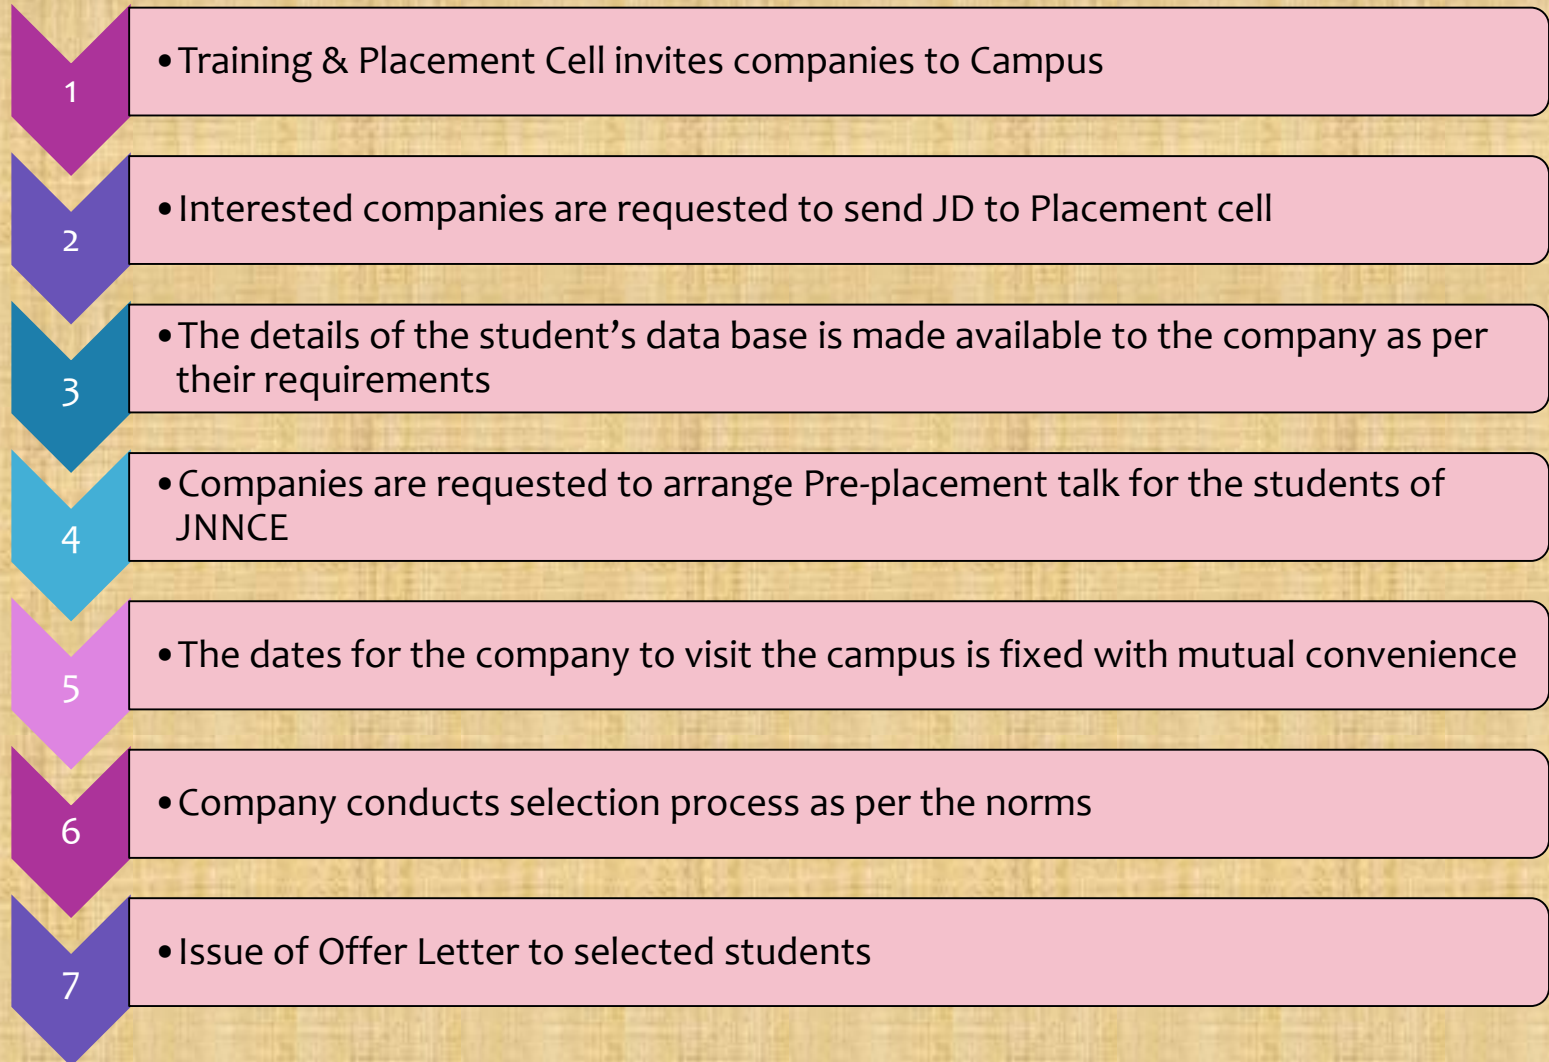 1
•Training & Placement Cell invites companies to Campus
2
•Interested companies are requested to send JD to Placement cell
3
•The details of the student’s data base is made available to the company as per
their requirements
4
•Companies are requested to arrange Pre-placement talk for the students of
JNNCE
5
•The dates for the company to visit the campus is fixed with mutual convenience
6
•Company conducts selection process as per the norms
7
•Issue of Offer Letter to selected students